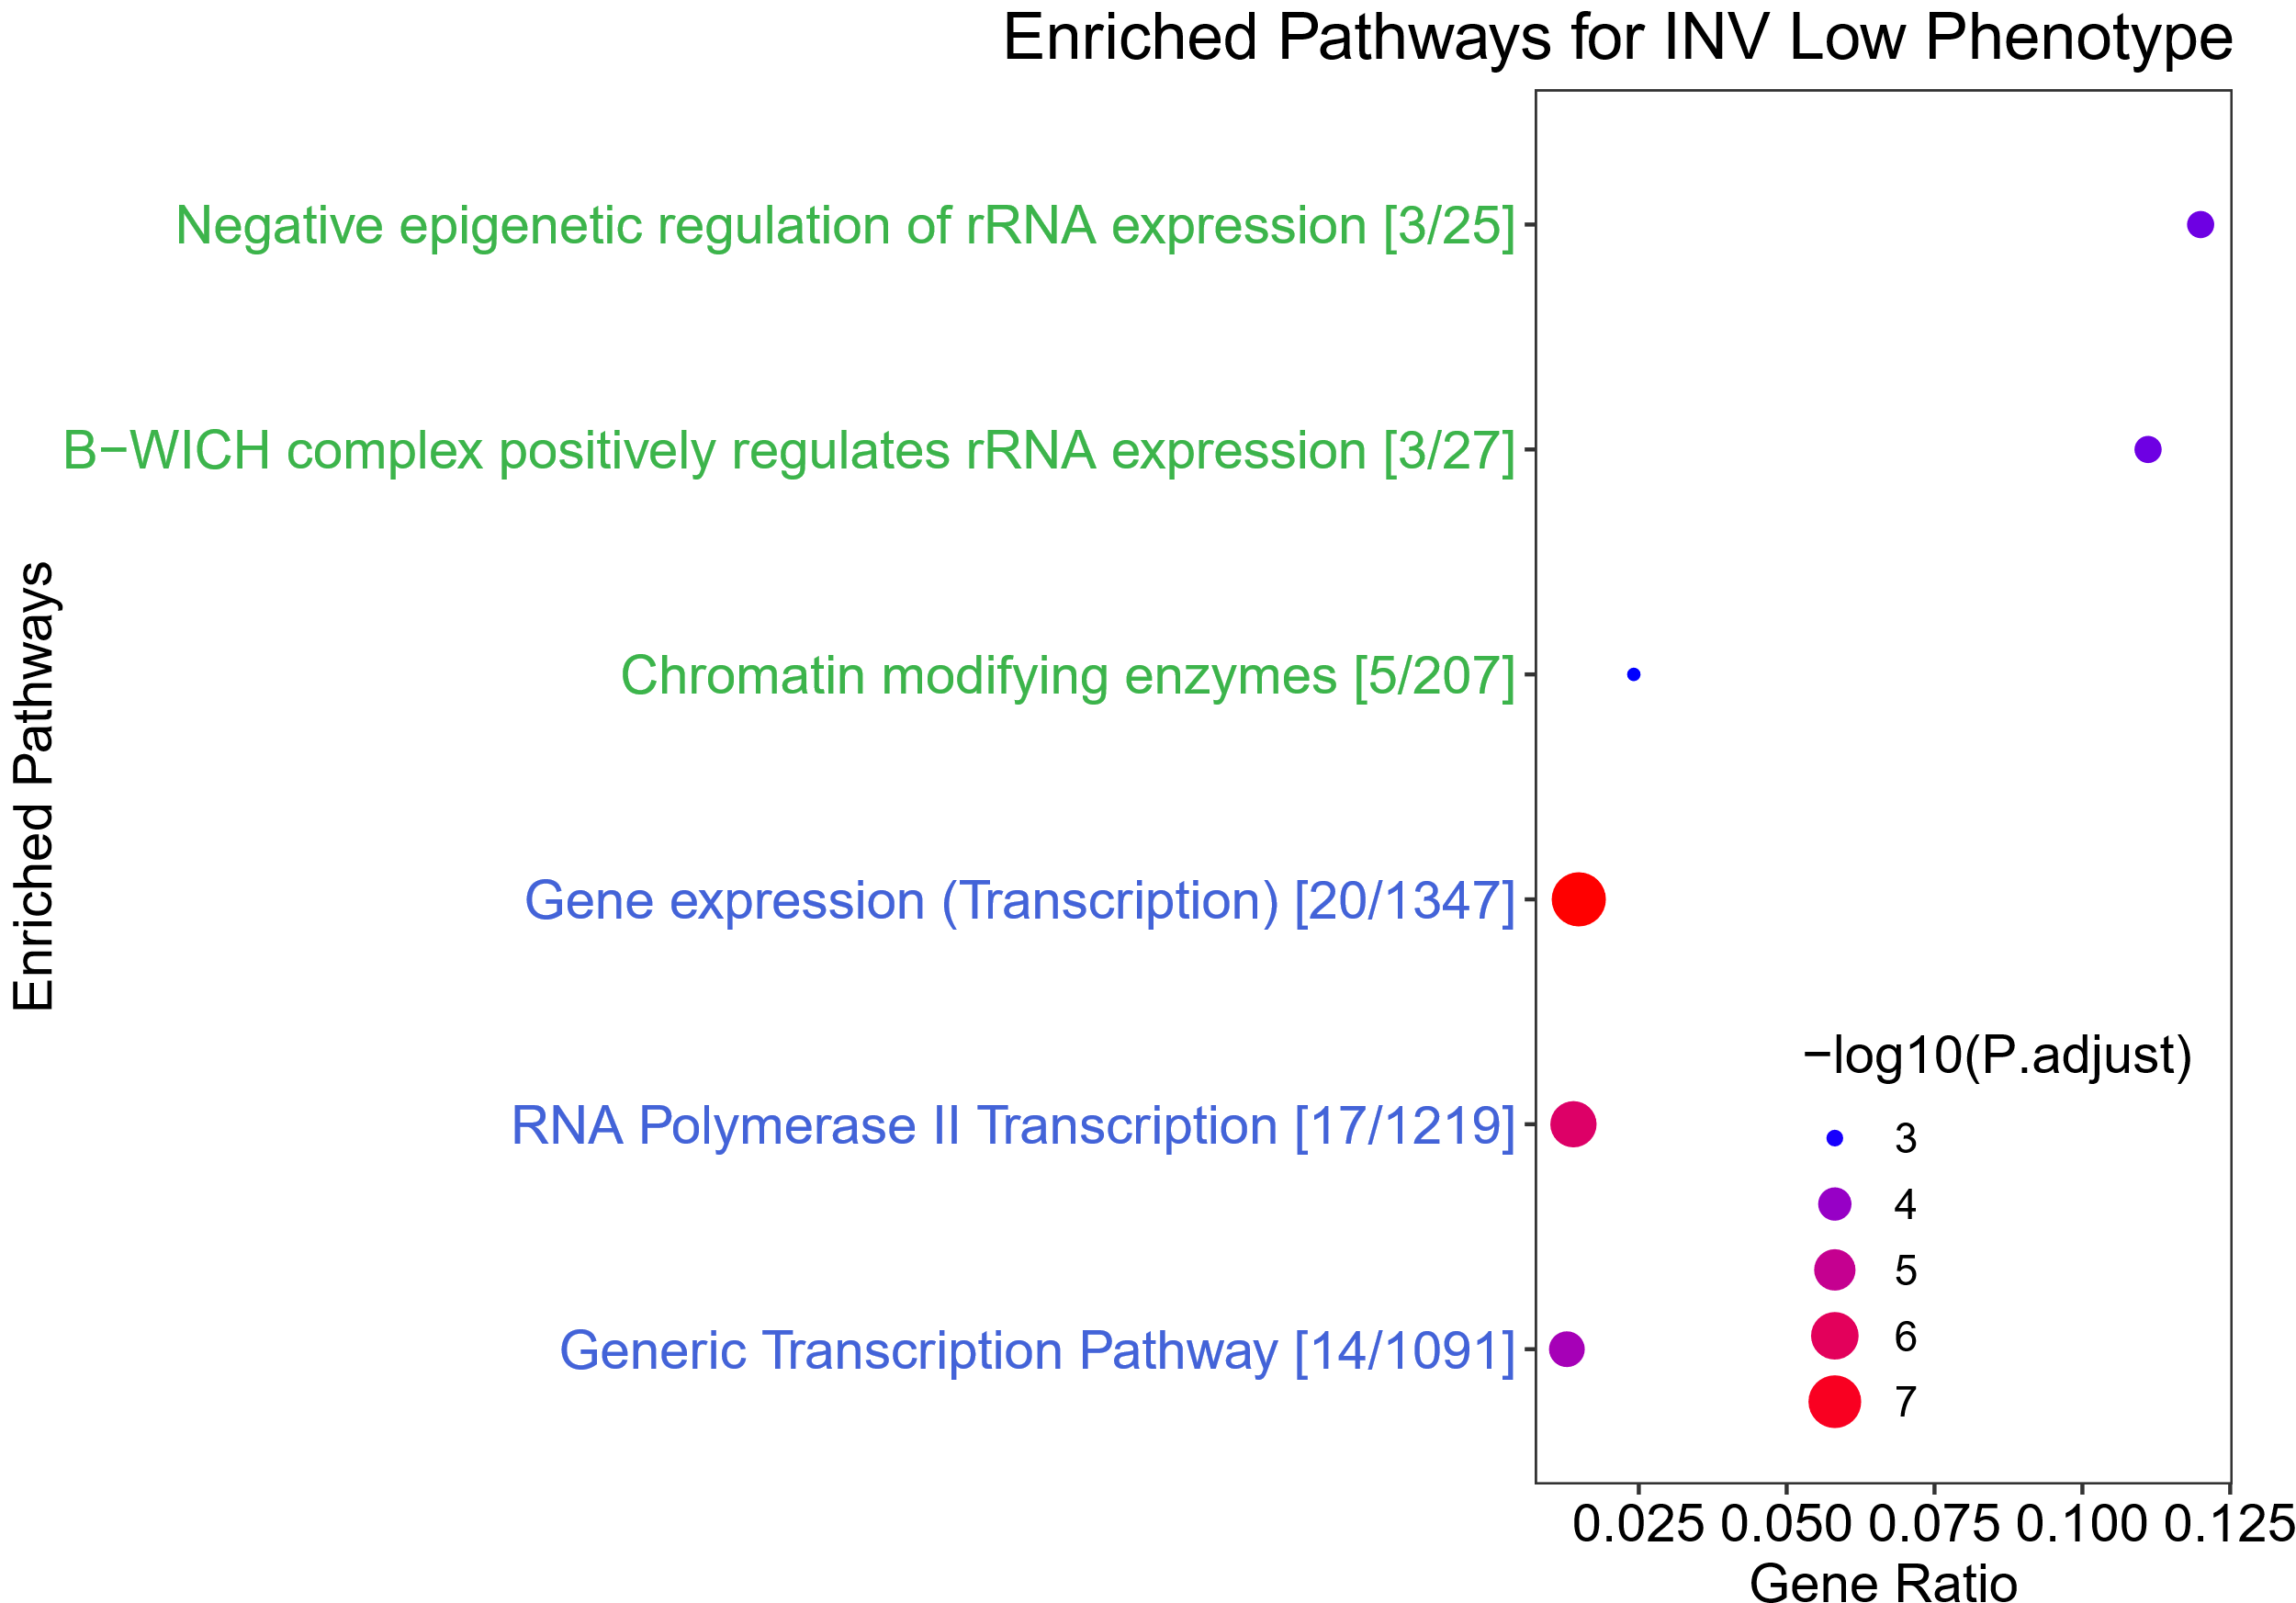 Enriched Pathways for INV Low Phenotype
Enriched Pathways
Negative epigenetic regulation of rRNA expression [3/25]
B−WICH complex positively regulates rRNA expression [3/27]
Chromatin modifying enzymes [5/207]
Gene expression (Transcription) [20/1347]
RNA Polymerase II Transcription [17/1219]
Generic Transcription Pathway [14/1091]
−log10(P.adjust)
3
4
5
6
7
0.025 0.050 0.075 0.100 0.125
Gene Ratio